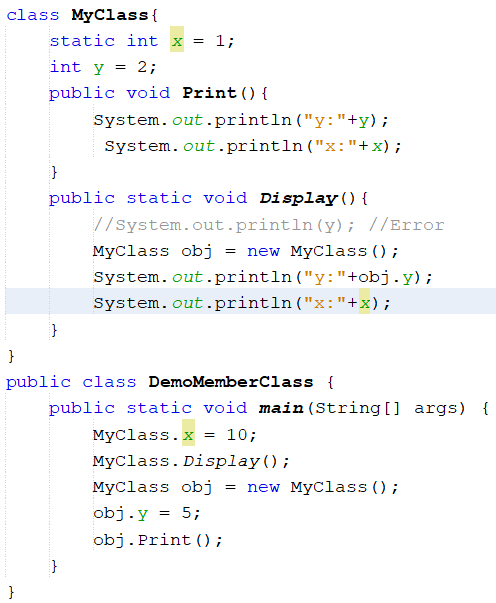 class MyClass{
    static int x = 1;
    int y = 2;
    public void Print(){
        System.out.println("y:"+y);
         System.out.println("x:"+x);
    }
    public static void Display(){
        //System.out.println(y); //Error
        MyClass obj = new MyClass();
        System.out.println("y:"+obj.y);
        System.out.println("x:"+x);
    }
}
public class DemoMemberClass {
    public static void main(String[] args) {
        MyClass.x = 10;
        MyClass.Display();
        MyClass obj = new MyClass();
        obj.y = 5;
        obj.Print();
    }
}